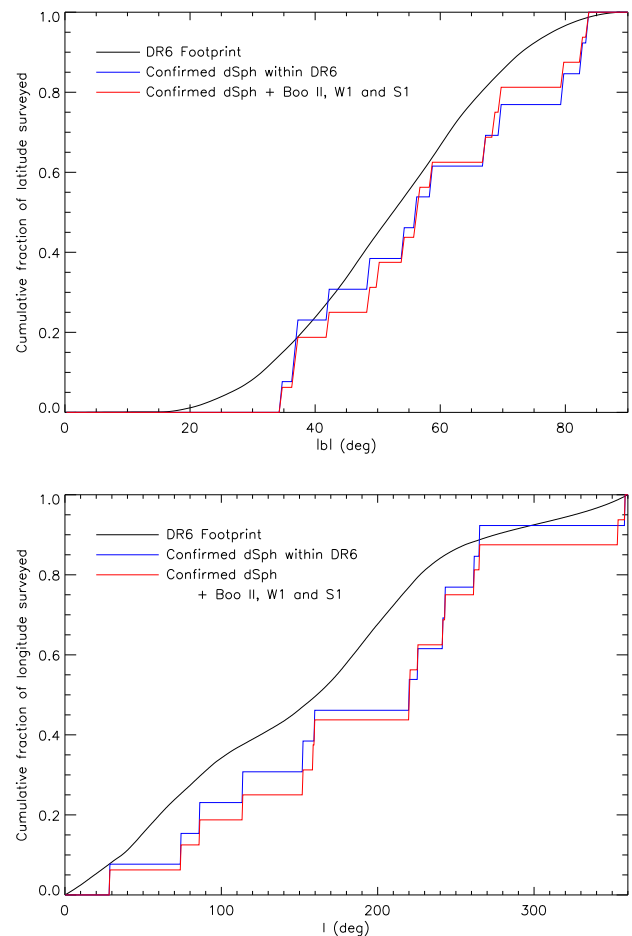 1.0
0.8
0.6
0.4
0.2
0.0
Cumulative fraction of latitude surveyed
DR6 Footprint
Confirmed dSph within DR6
Confirmed dSph + Boo II, W1 and S1
0 20 40 60 80
|b| (deg)
1.0
0.8
0.6
0.4
0.2
0.0
Cumulative fraction of longitude surveyed
DR6 Footprint
Confirmed dSph within DR6
Confirmed dSph
+ Boo II, W1 and S1
0 100 200 300
l (deg)